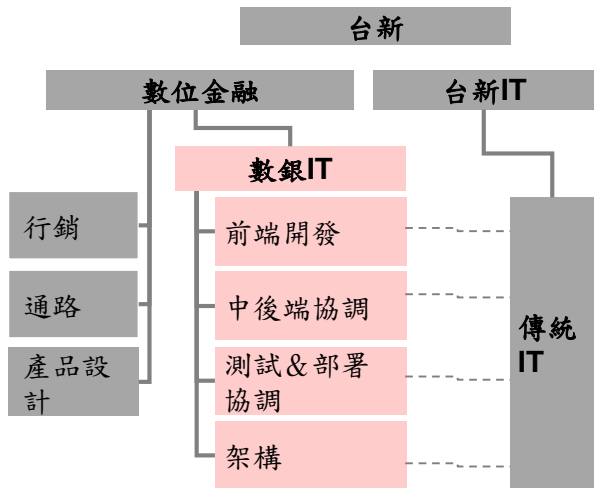 台新
數位金融
台新IT
數銀IT
行銷
通路
產品設
計
前端開發
中後端協調
測試&部署
協調
架構
傳統
IT